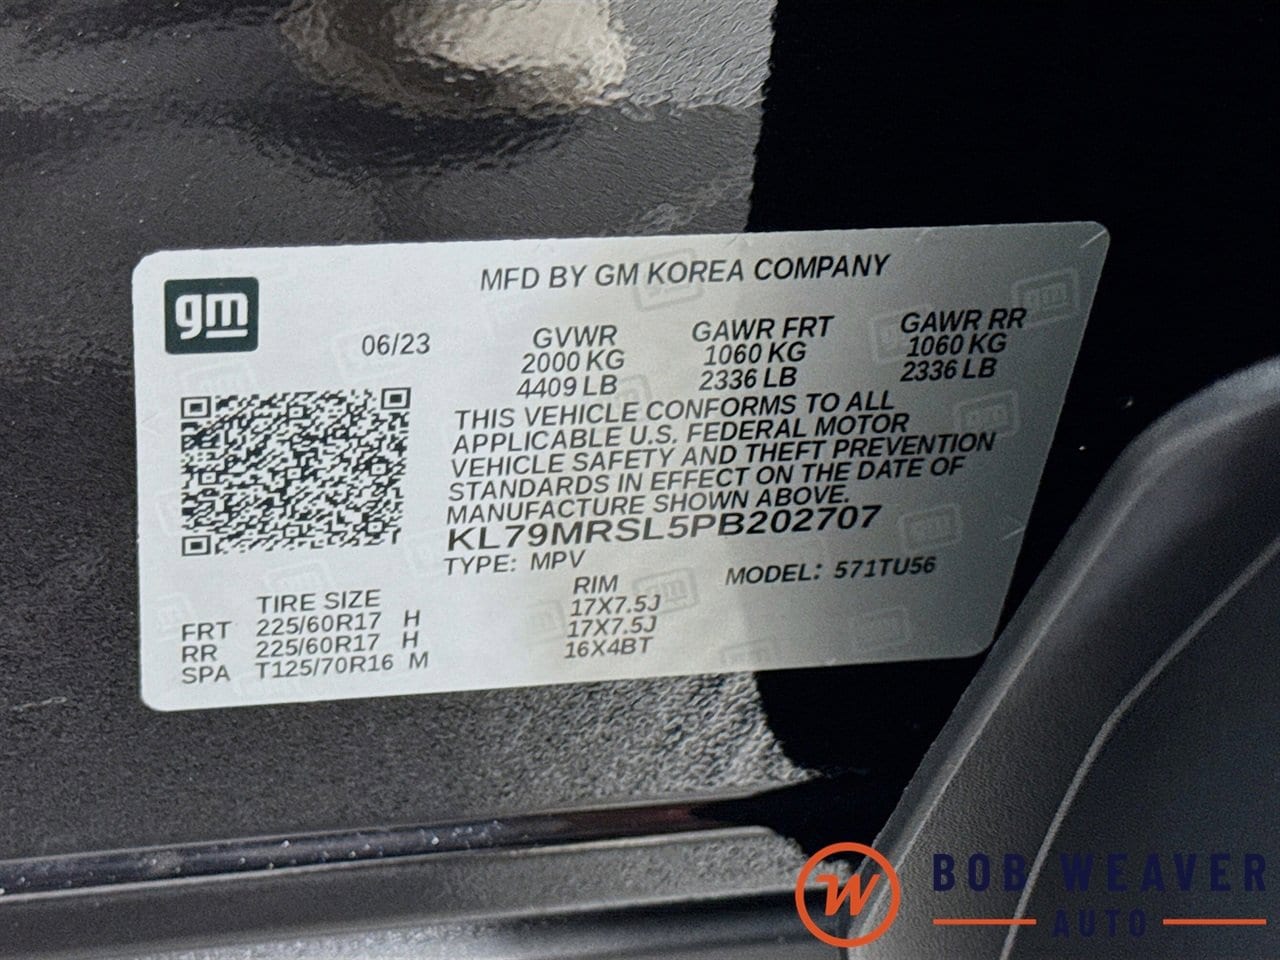 gm
MFD BY GM KOREA COMPANY
06/23
GVWR GAWR FRT GAWR RR
2000 KG 1060 KG 1060 KG
4409 LB 2336 LB 2336 LB
THIS VEHICLE CONFORMS TO ALL
APPLICABLE U.S. FEDERAL MOTOR
VEHICLE SAFETY AND THEFT PREVENTION
STANDARDS IN EFFECT ON THE DATE OF
MANUFACTURE SHOWN ABOVE.
KL79MRSL5PB202707
TYPE: MPV MODEL: 571TU56
TIRE SIZE RIM
FRT 225/60R17 H 17X7.5J
RR 225/60R17 H 17X7.5J
SPA T125/70R16 M 16X4BT
W BOB WEAVER
AUTO